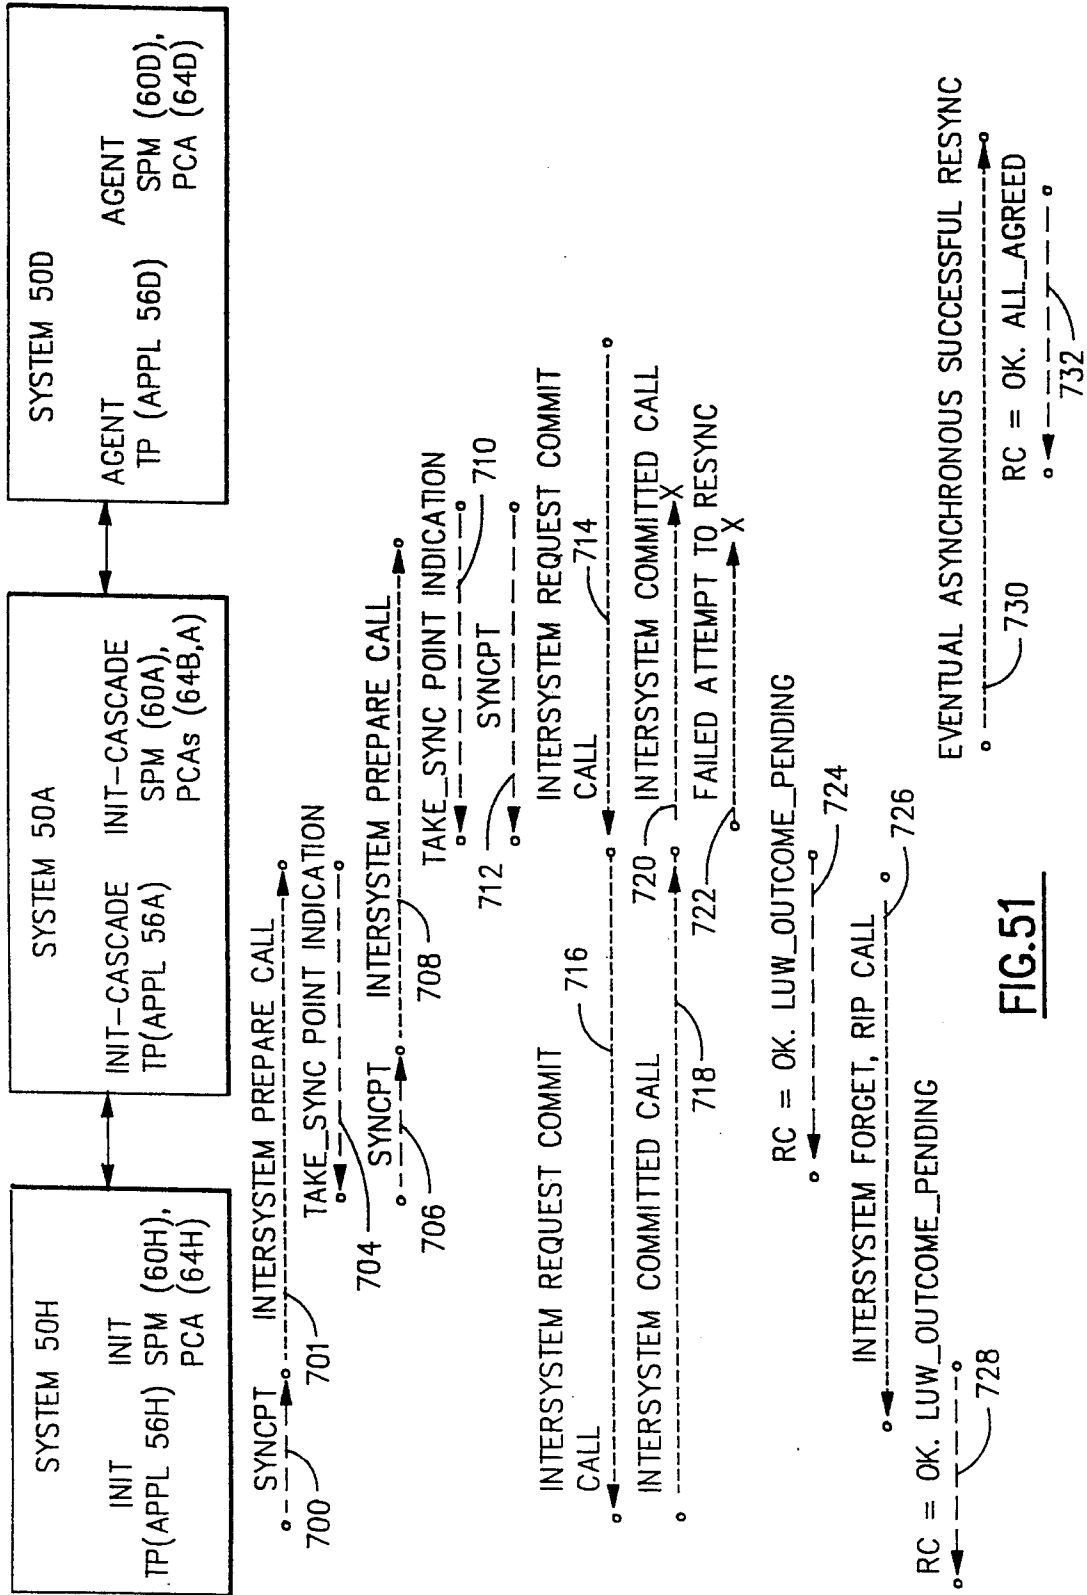 SYSTEM 50H
INIT INIT
TP(APPL 56H) SPM (60H),
PCA (64H)
SYSTEM 50A
INIT-CASCADE INIT-CASCADE
TP(APPL 56A) SPM (60A),
PCAs (64B,A)
SYSTEM 50D
AGENT AGENT
TP (APPL 56D) SPM (60D),
PCA (64D)
SYNCPT INTERSYSTEM PREPARE CALL
700
701
TAKE_SYNC POINT INDICATION
704
SYNCPT INTERSYSTEM PREPARE CALL
706
708
TAKE_SYNC POINT INDICATION
710
SYNCPT
712
INTERSYSTEM REQUEST COMMIT
CALL
714
INTERSYSTEM REQUEST COMMIT
CALL
716
INTERSYSTEM COMMITTED CALL
718
INTERSYSTEM COMMITTED CALL
720
X
FAILED ATTEMPT TO RESYNC
722
X
RC = OK. LUW_OUTCOME_PENDING
724
INTERSYSTEM FORGET, RIP CALL
726
RC = OK. LUW_OUTCOME_PENDING
728
EVENTUAL ASYNCHRONOUS SUCCESSFUL RESYNC
730
RC = OK. ALL_AGREED
732
FIG.51